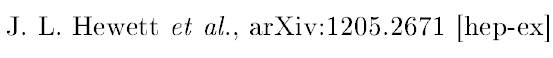 J. L. Hewett et al., arXiv:1205.2671 [hep-ex]